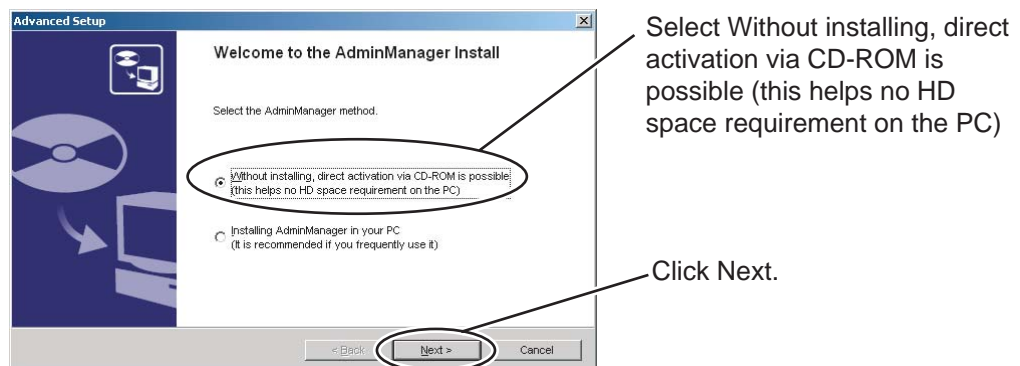 Advanced Setup
Welcome to the AdminManager Install
Select the AdminManager method.
Without installing, direct activation via CD-ROM is possible
(this helps no HD space requirement on the PC)
Installing AdminManager in your PC
(It is recommended if you frequently use it)
< Back
Next >
Cancel
Select Without installing, direct
activation via CD-ROM is
possible (this helps no HD
space requirement on the PC)
Click Next.